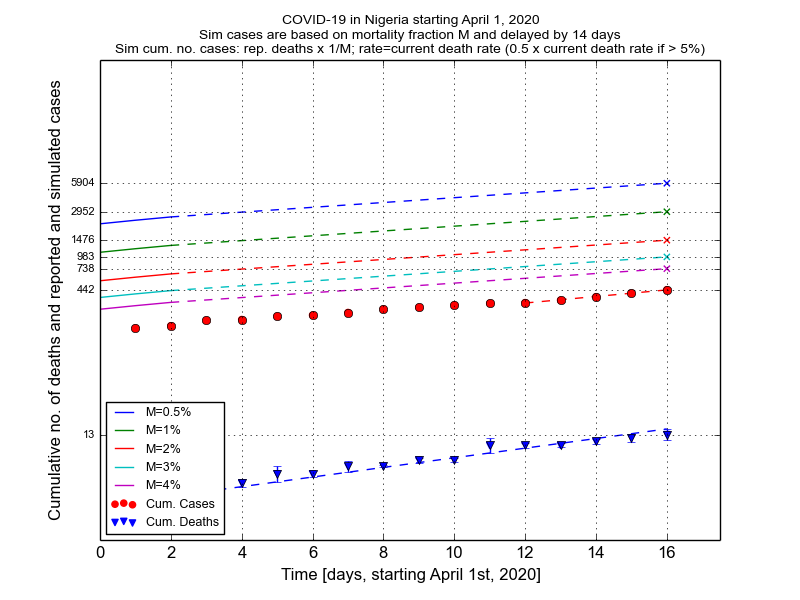 COVID-19 in Nigeria starting April 1, 2020
Sim cases are based on mortality fraction M and delayed by 14 days
Sim cum. no. cases: rep. deaths x 1/M; rate=current death rate (0.5 x current death rate if > 5%)
Cumulative no. of deaths and reported and simulated cases
5904
2952
1476
983
738
442
13
M=0.5%
M=1%
M=2%
M=3%
M=4%
Cum. Cases
Cum. Deaths
0 2 4 6 8 10 12 14 16
Time [days, starting April 1st, 2020]